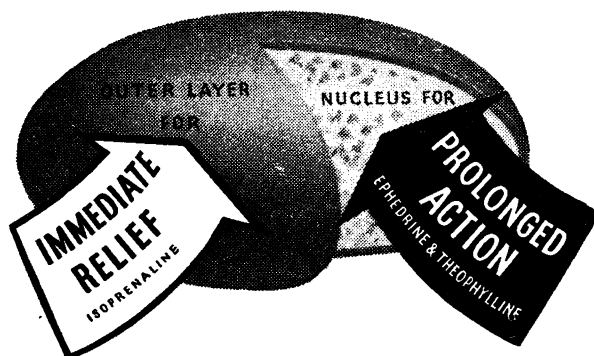 OUTER LAYER
FOR
NUCLEUS FOR
IMMEDIATE
RELIEF
ISOPRENALINE
PROLONGED
ACTION
EPHEDRINE & THEOPHYLLINE